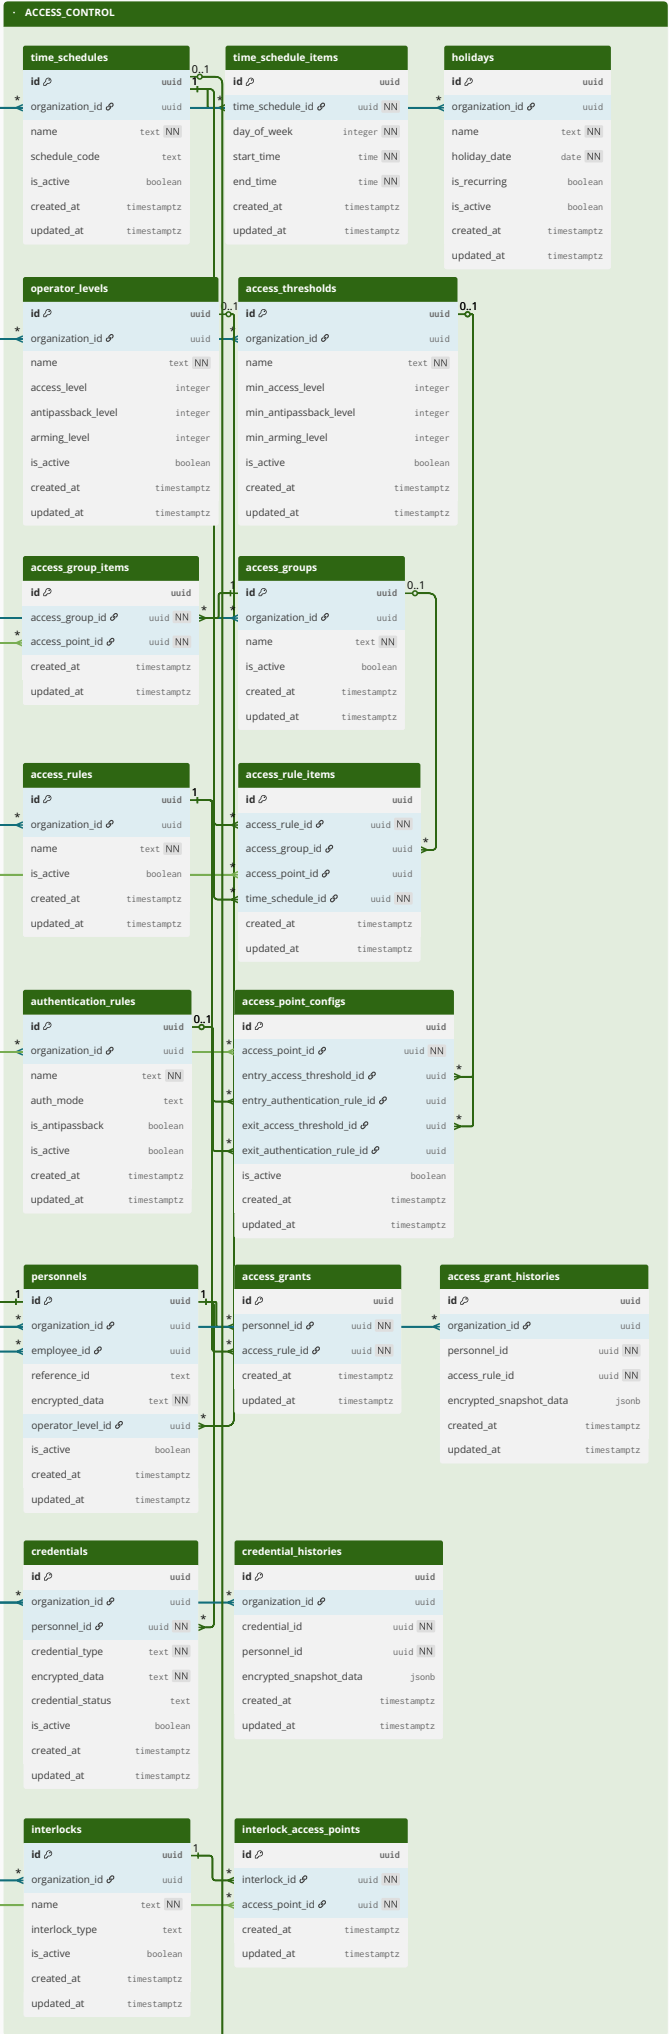 - ACCESS_CONTROL
time_schedules
id uuid
organization_id uuid
name text NN
schedule_code text
is_active boolean
created_at timestamptz
updated_at timestamptz
0..1
1
*
time_schedule_items
id uuid
* time_schedule_id uuid NN
day_of_week integer NN
start_time time NN
end_time time NN
created_at timestamptz
updated_at timestamptz
holidays
id uuid
* organization_id uuid
name text NN
holiday_date date NN
is_recurring boolean
is_active boolean
created_at timestamptz
updated_at timestamptz
operator_levels
id uuid 0..1
* organization_id uuid
name text NN
access_level integer
antipassback_level integer
arming_level integer
is_active boolean
created_at timestamptz
updated_at timestamptz
access_thresholds
id uuid 0..1
* organization_id uuid
name text NN
min_access_level integer
min_antipassback_level integer
min_arming_level integer
is_active boolean
created_at timestamptz
updated_at timestamptz
access_group_items
id uuid
access_group_id uuid NN *
* access_point_id uuid NN
created_at timestamptz
updated_at timestamptz
access_groups
1 id uuid 0..1
* organization_id uuid
name text NN
is_active boolean
created_at timestamptz
updated_at timestamptz
access_rules
id uuid 1
* organization_id uuid
name text NN
is_active boolean
created_at timestamptz
updated_at timestamptz
access_rule_items
id uuid
* access_rule_id uuid NN
access_group_id uuid *
* access_point_id uuid
* time_schedule_id uuid NN
created_at timestamptz
updated_at timestamptz
authentication_rules
id uuid 0..1
* organization_id uuid
name text NN
auth_mode text
is_antipassback boolean
is_active boolean
created_at timestamptz
updated_at timestamptz
access_point_configs
id uuid
* access_point_id uuid NN
entry_access_threshold_id uuid *
* entry_authentication_rule_id uuid
exit_access_threshold_id uuid *
* exit_authentication_rule_id uuid
is_active boolean
created_at timestamptz
updated_at timestamptz
personnels
1 id uuid 1
* organization_id uuid
* employee_id uuid
reference_id text
encrypted_data text NN
operator_level_id uuid *
is_active boolean
created_at timestamptz
updated_at timestamptz
access_grants
id uuid
* personnel_id uuid NN
* access_rule_id uuid NN
created_at timestamptz
updated_at timestamptz
access_grant_histories
id uuid
* organization_id uuid
personnel_id uuid NN
access_rule_id uuid NN
encrypted_snapshot_data jsonb
created_at timestamptz
updated_at timestamptz
credentials
id uuid
* organization_id uuid
personnel_id uuid NN *
credential_type text NN
encrypted_data text NN
credential_status text
is_active boolean
created_at timestamptz
updated_at timestamptz
credential_histories
id uuid
* organization_id uuid
credential_id uuid NN
personnel_id uuid NN
encrypted_snapshot_data jsonb
created_at timestamptz
updated_at timestamptz
interlocks
id uuid 1
* organization_id uuid
name text NN
interlock_type text
is_active boolean
created_at timestamptz
updated_at timestamptz
interlock_access_points
id uuid
* interlock_id uuid NN
* access_point_id uuid NN
created_at timestamptz
updated_at timestamptz